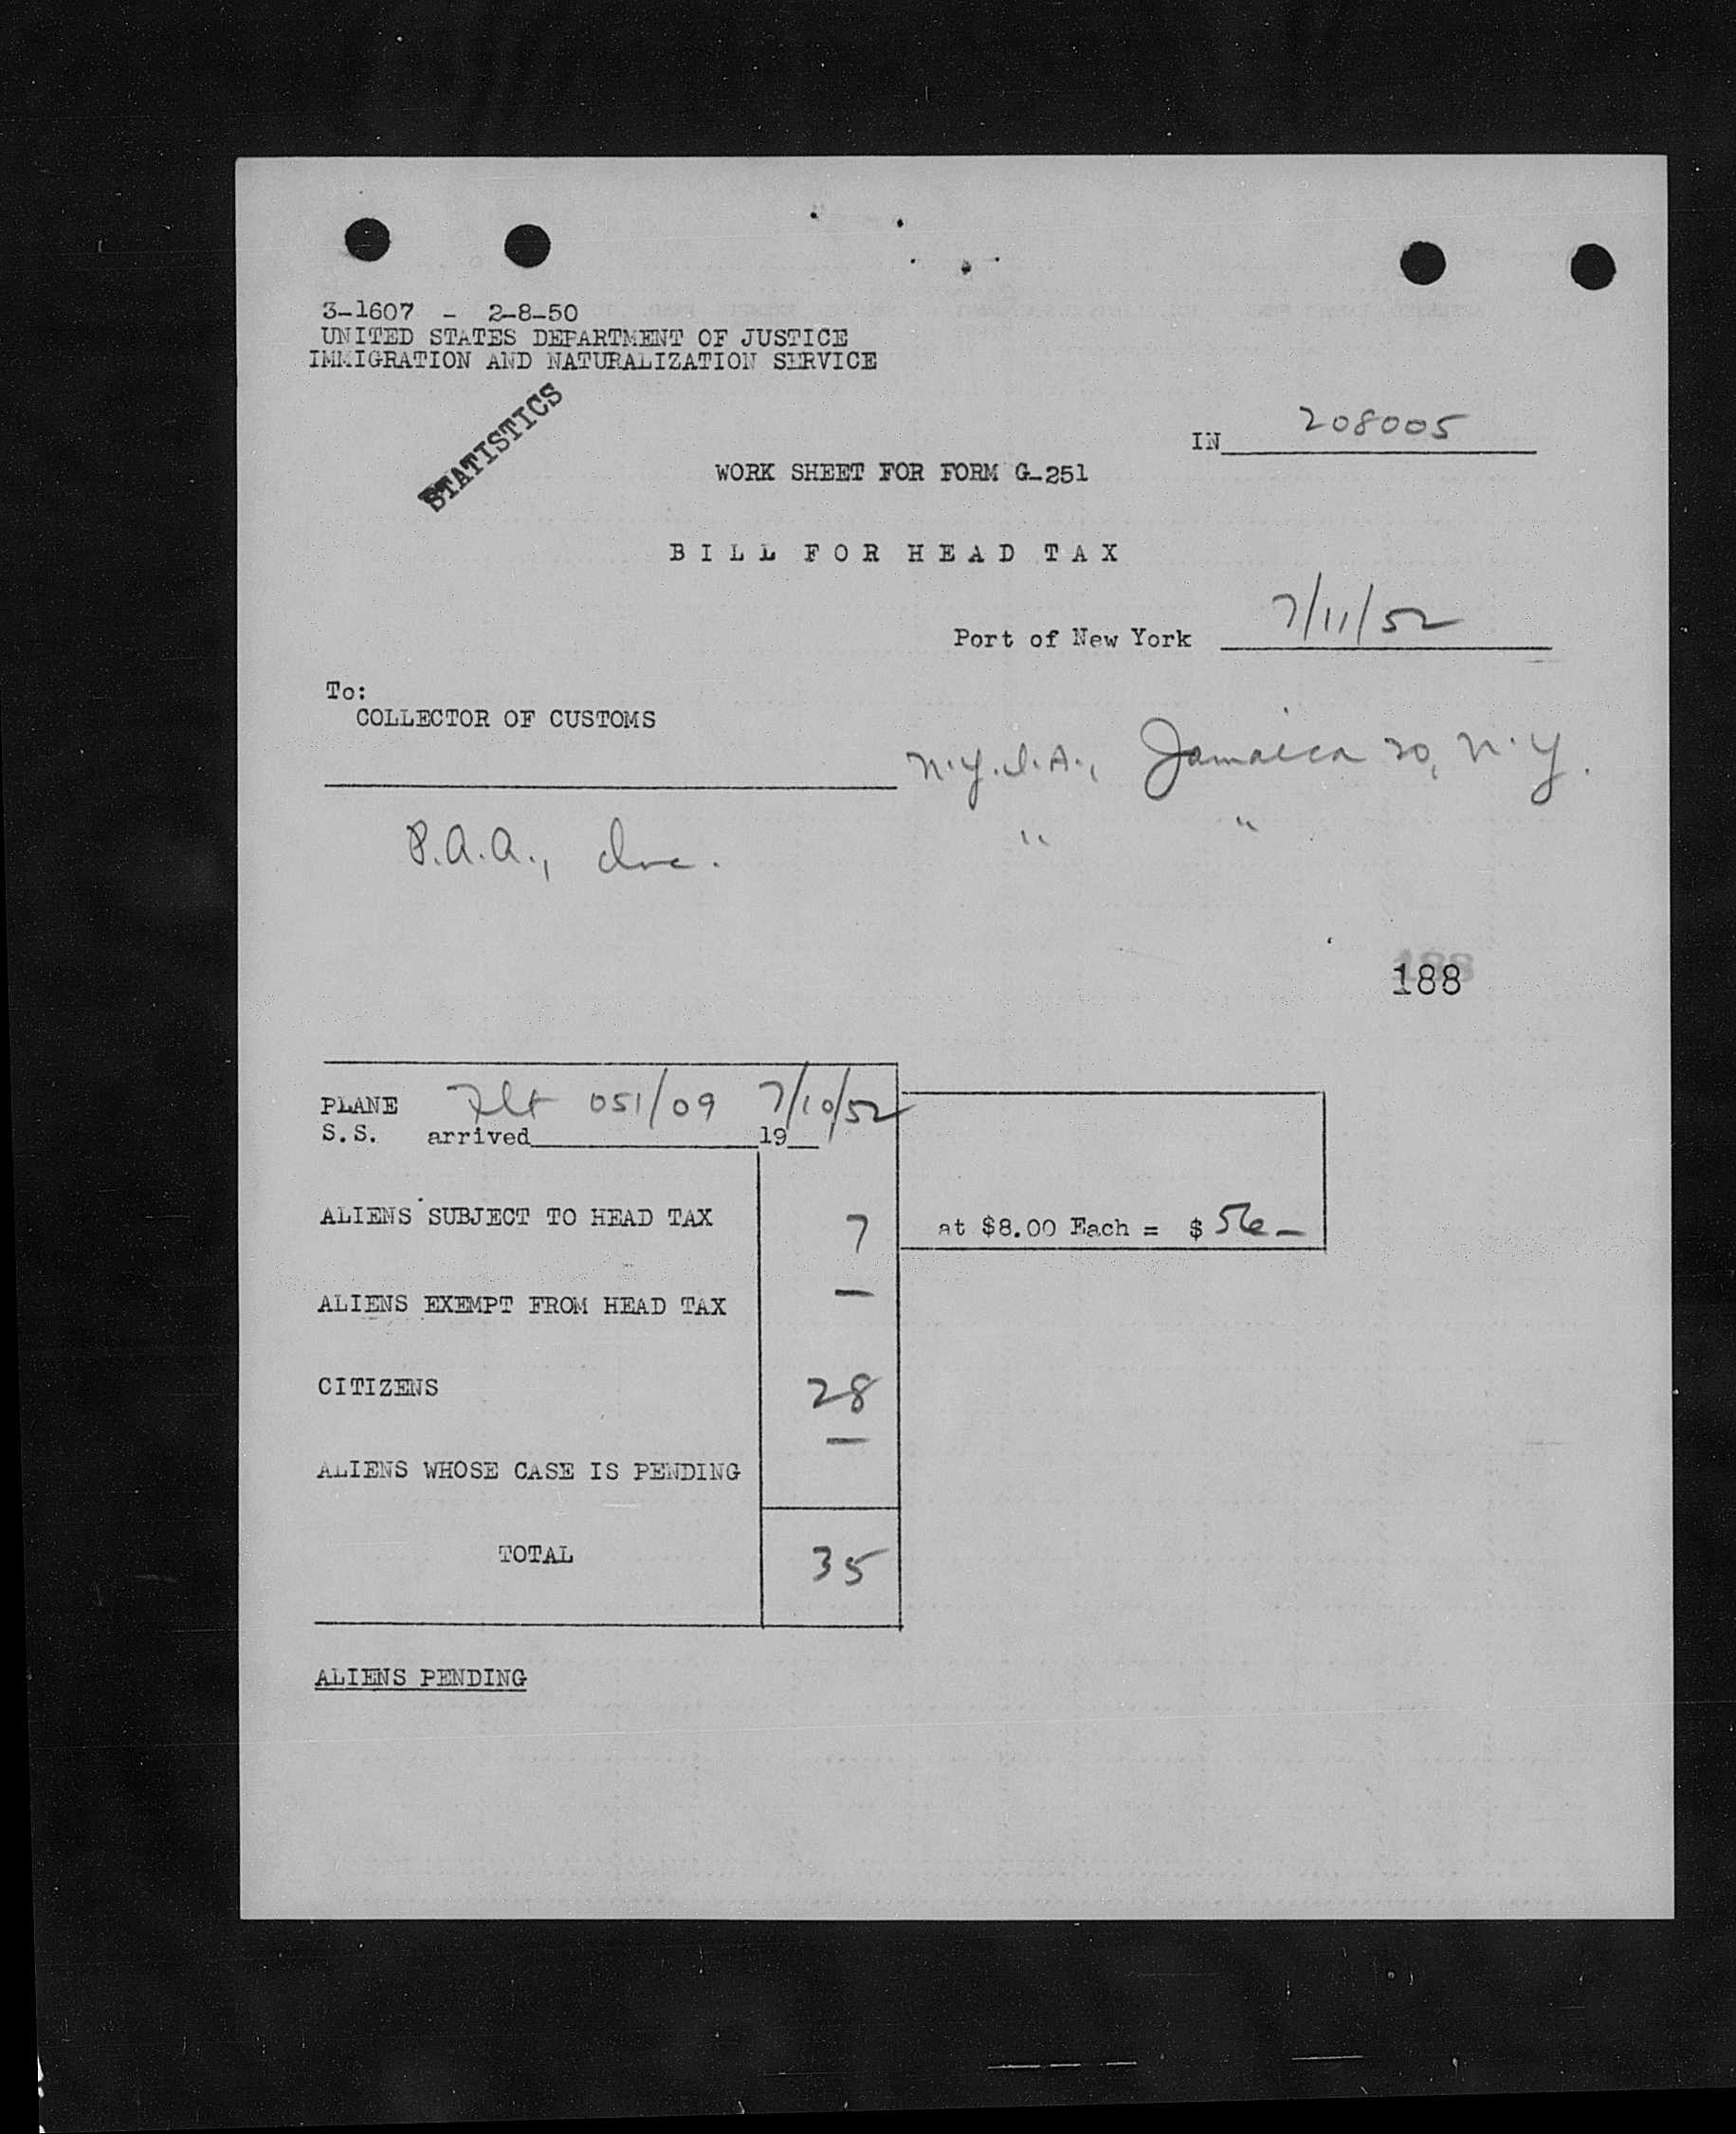 3-1607 - 2-8-50
UNITED STATES DEPARTMENT OF JUSTICE
IMMIGRATION AND NATURALIZATION SERVICE
STATISTICS
IN 208005
WORK SHEET FOR FORM G-251
BILL FOR HEAD TAX
Port of New York 7/11/52
To:
COLLECTOR OF CUSTOMS
N.Y.I.A., Jamaica 20, N.Y.
P.A.A., Inc. " "
188
PLANE Flt 051/09 7/10/52
S.S. arrived 19
ALIENS SUBJECT TO HEAD TAX 7 at $8.00 Each = $ 56 -
ALIENS EXEMPT FROM HEAD TAX —
CITIZENS 28
ALIENS WHOSE CASE IS PENDING —
TOTAL 35
ALIENS PENDING